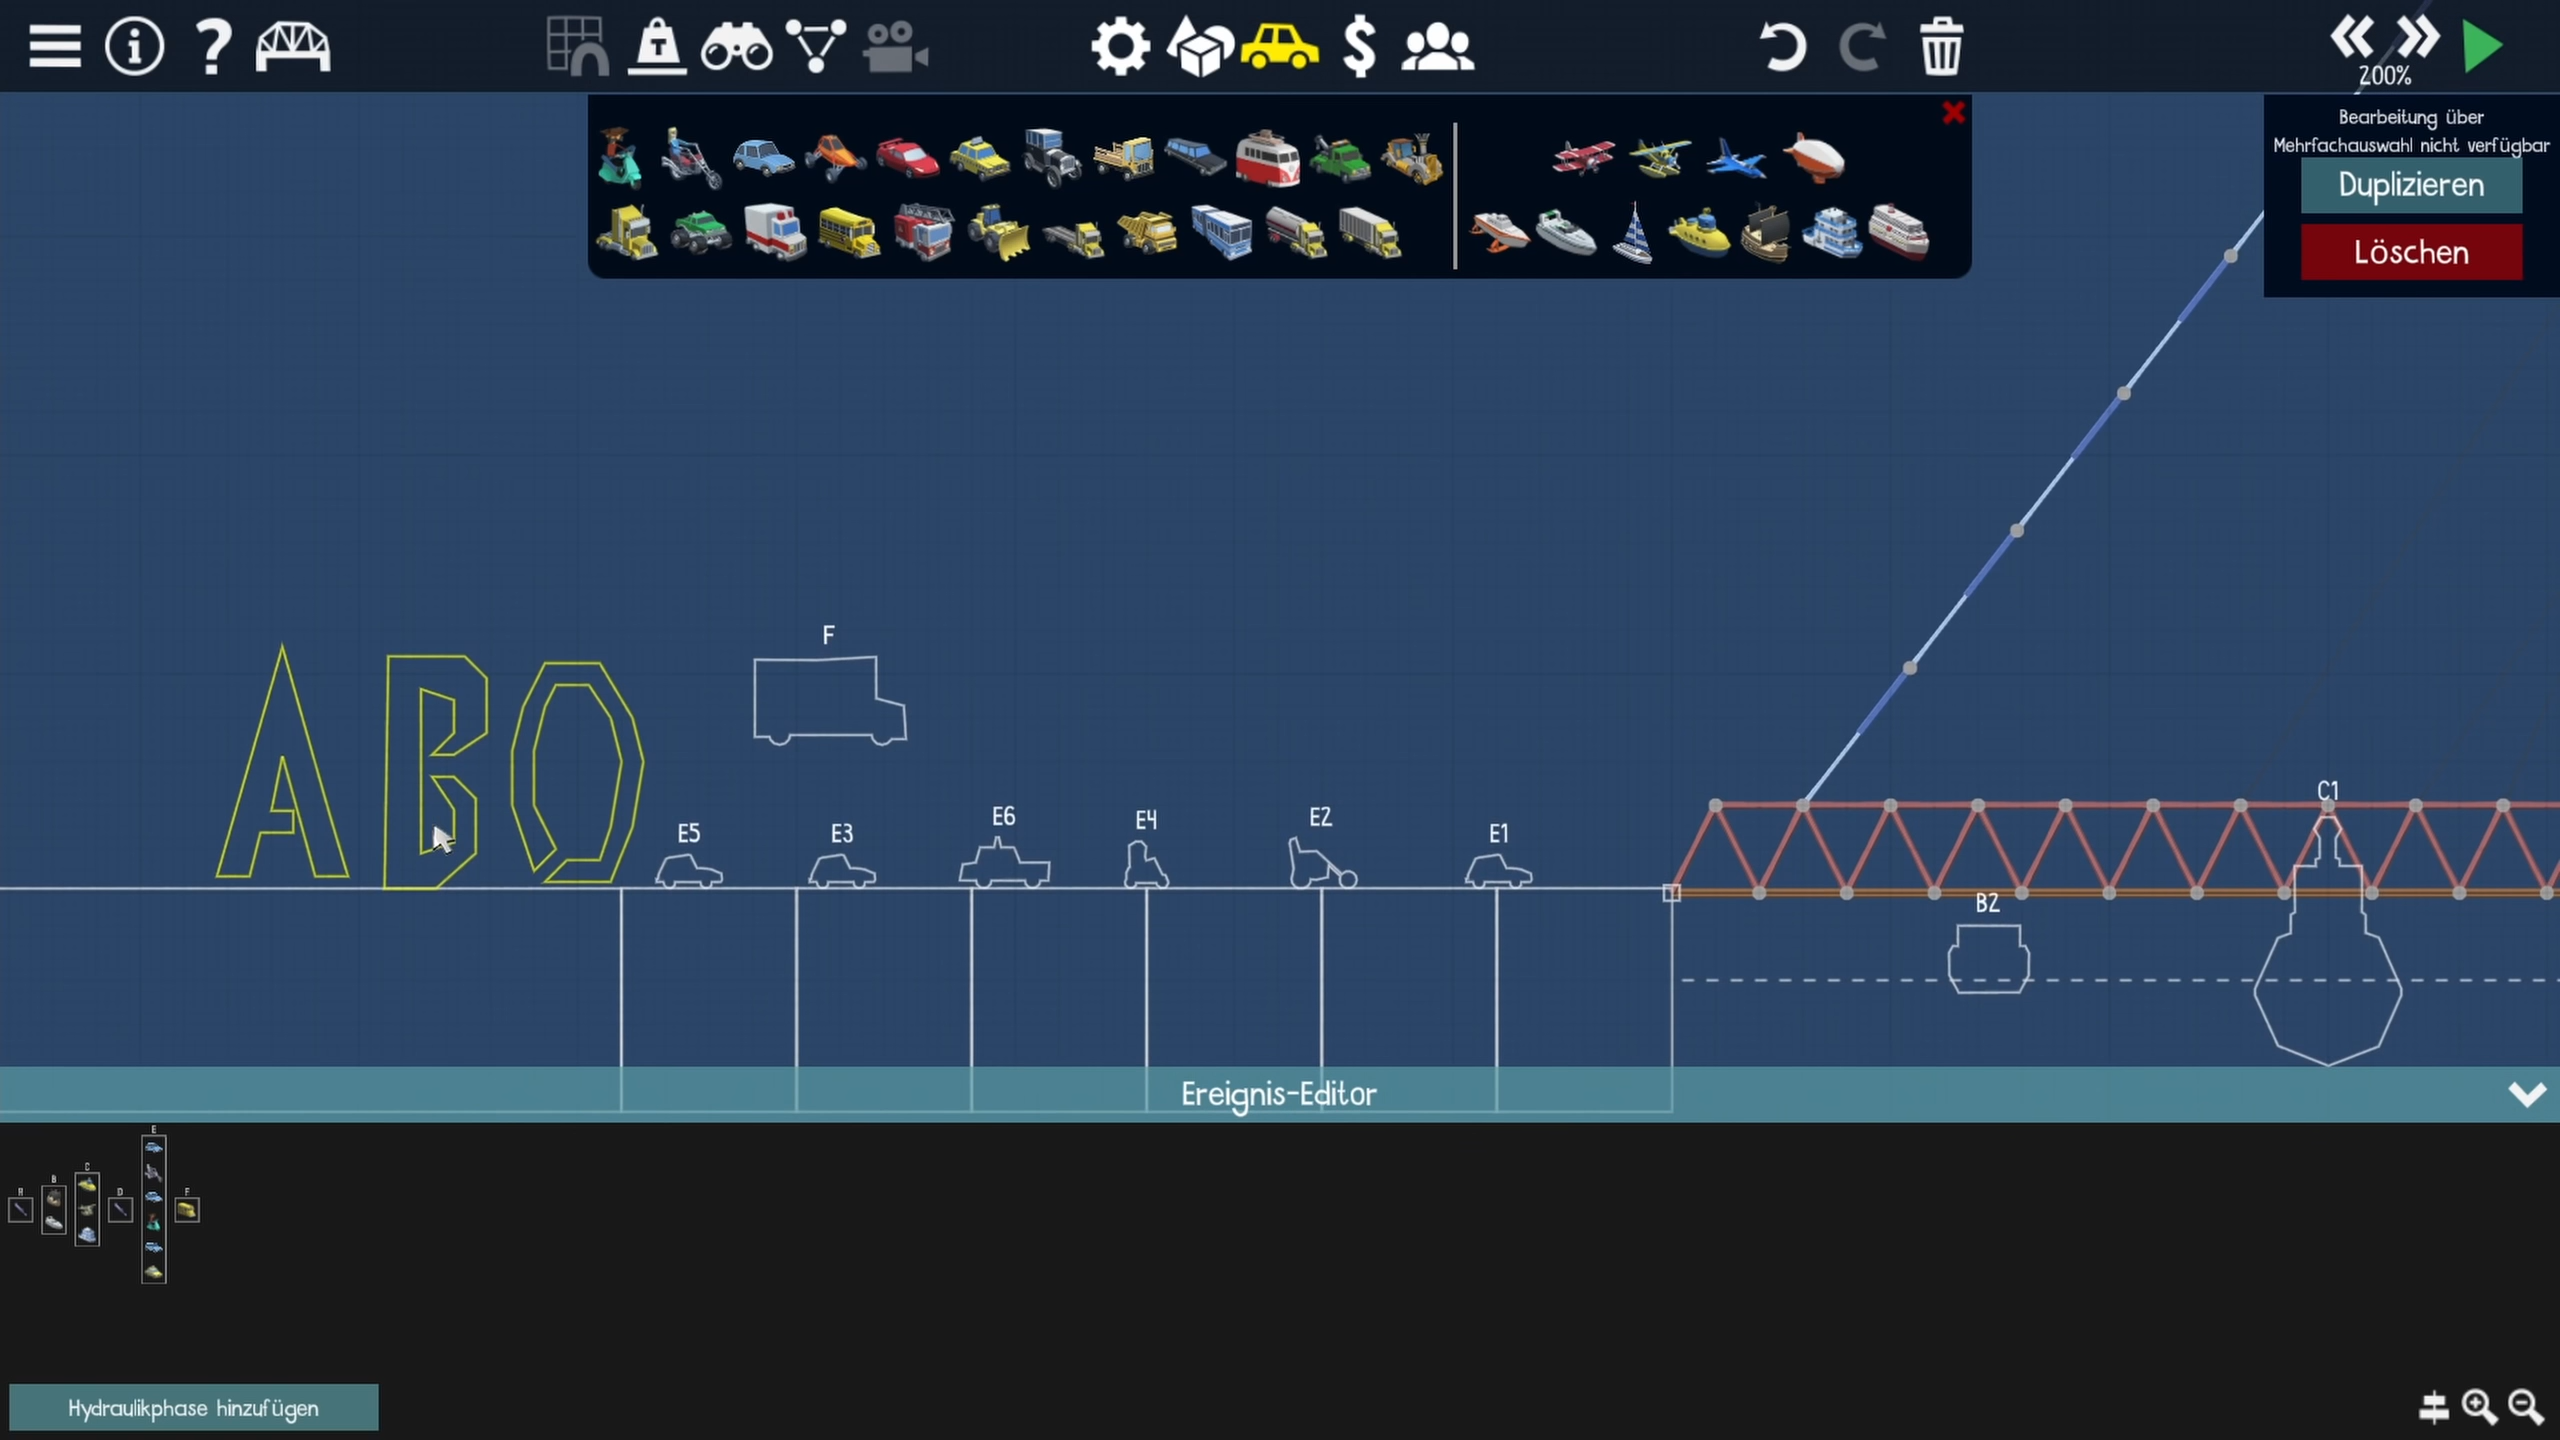 200%
Bearbeitung über
Mehrfachauswahl nicht verfügbar
Duplizieren
Löschen
ABO
F
E5
E3
E6
E4
E2
E1
B2
C1
Ereignis-Editor
A
B
C
D
E
F
Hydraulikphase hinzufügen